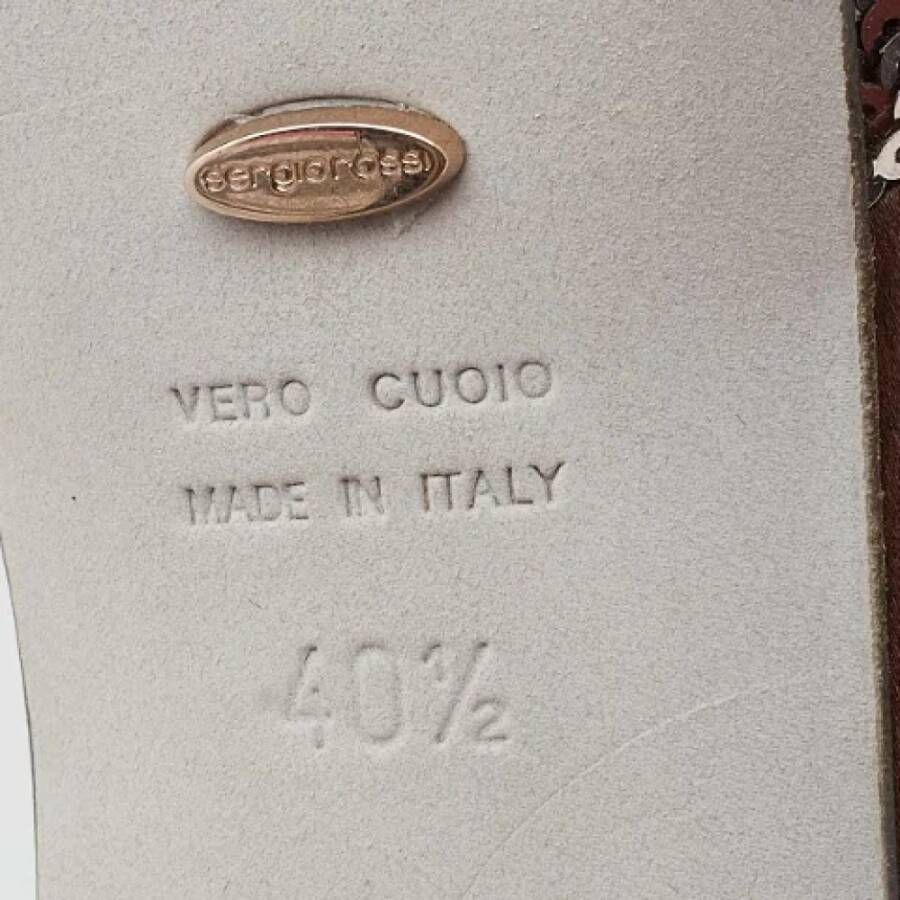 sergiorossi
VERO CUOIO
MADE IN ITALY
40½